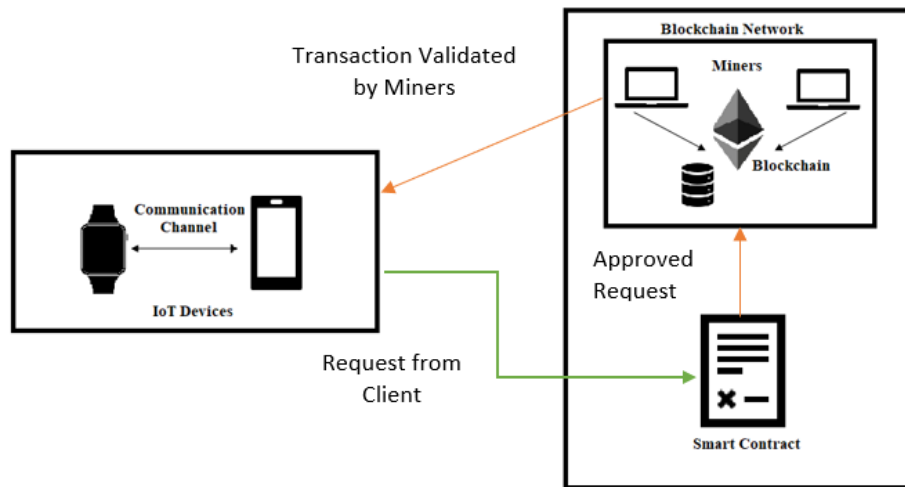 Blockchain Network
Transaction Validated
by Miners
Miners
Blockchain
Communication
Channel
IoT Devices
Approved
Request
Request from
Client
Smart Contract